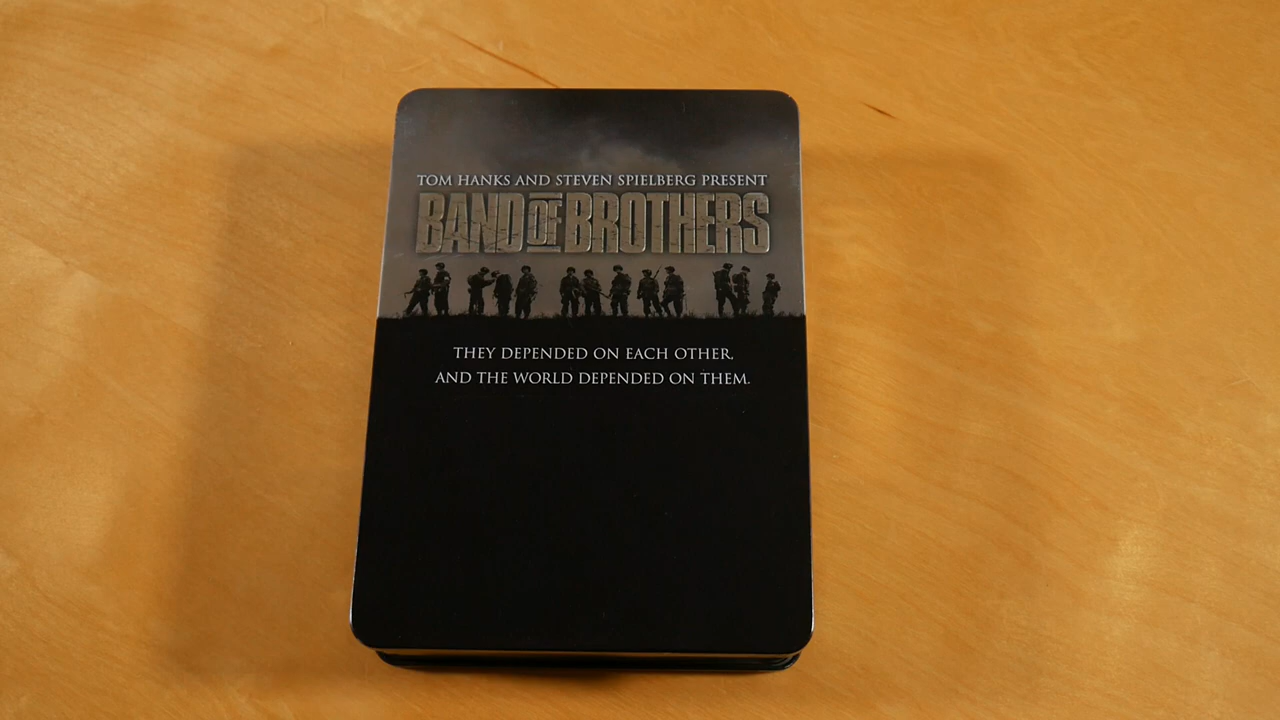 TOM HANKS AND STEVEN SPIELBERG PRESENT
BAND OF BROTHERS
THEY DEPENDED ON EACH OTHER,
AND THE WORLD DEPENDED ON THEM.